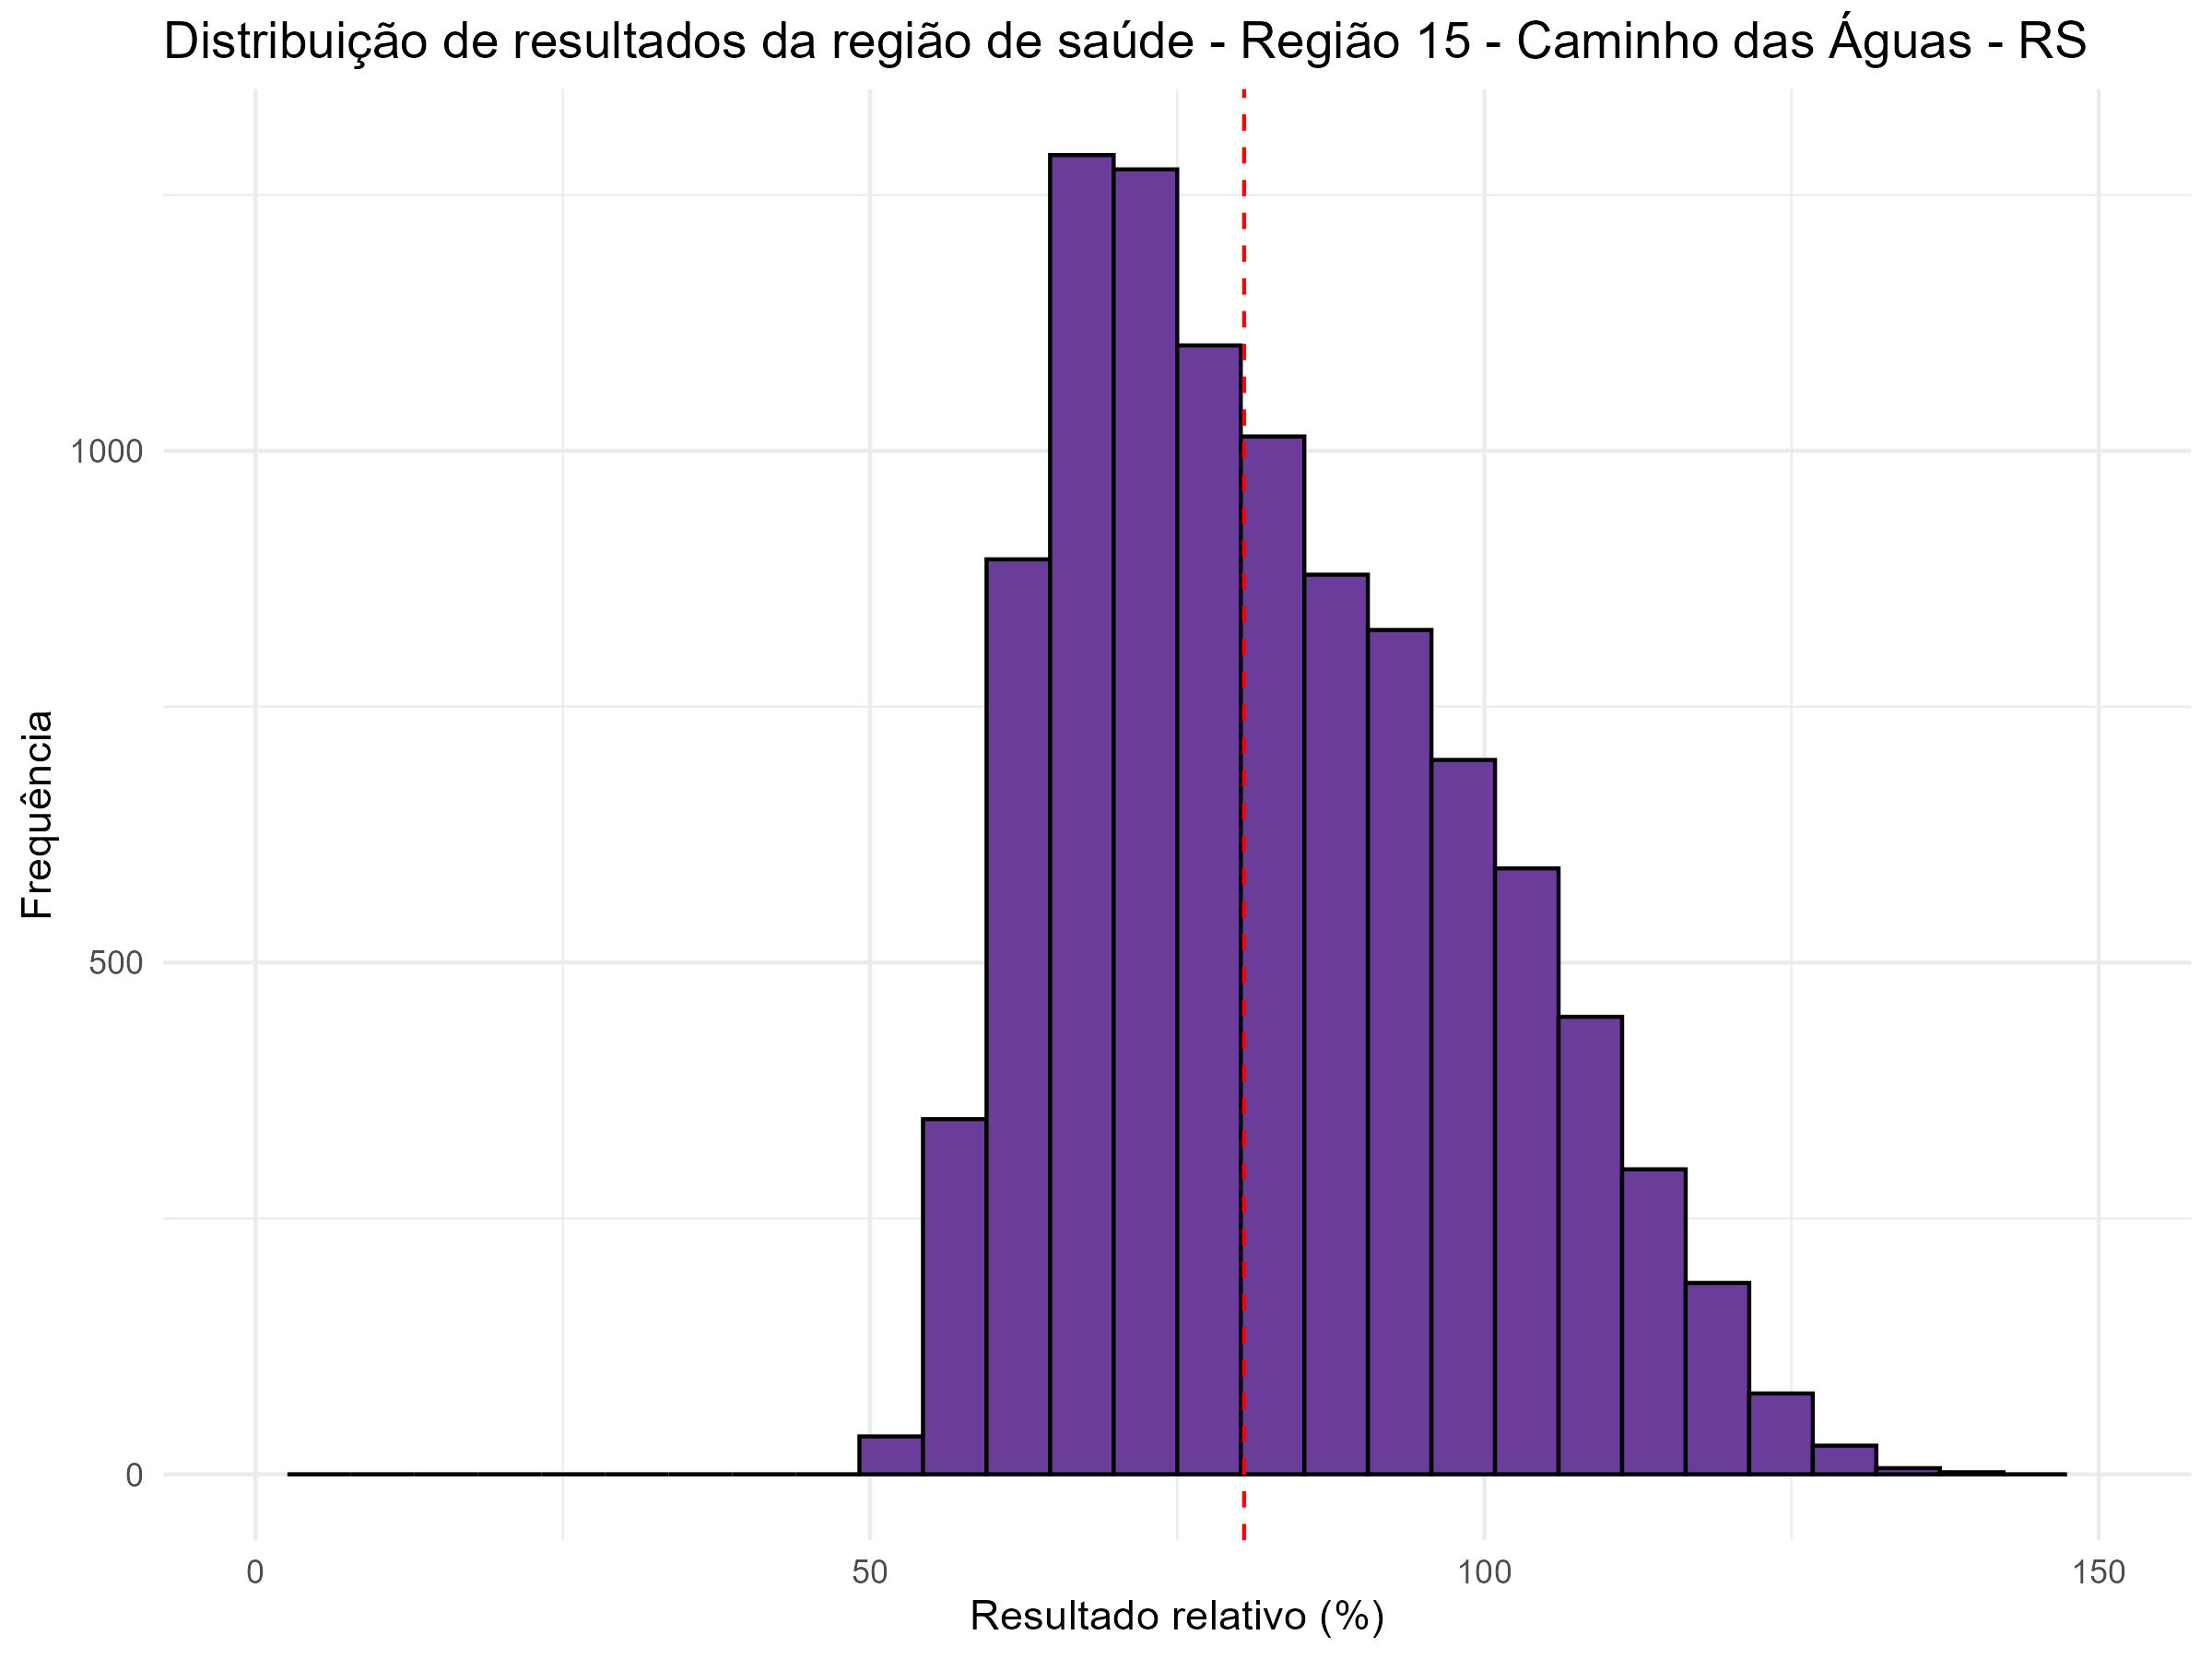 Distribuição de resultados da região de saúde - Região 15 - Caminho das Águas - RS
Frequência
1000
500
0
0
50
100
150
Resultado relativo (%)